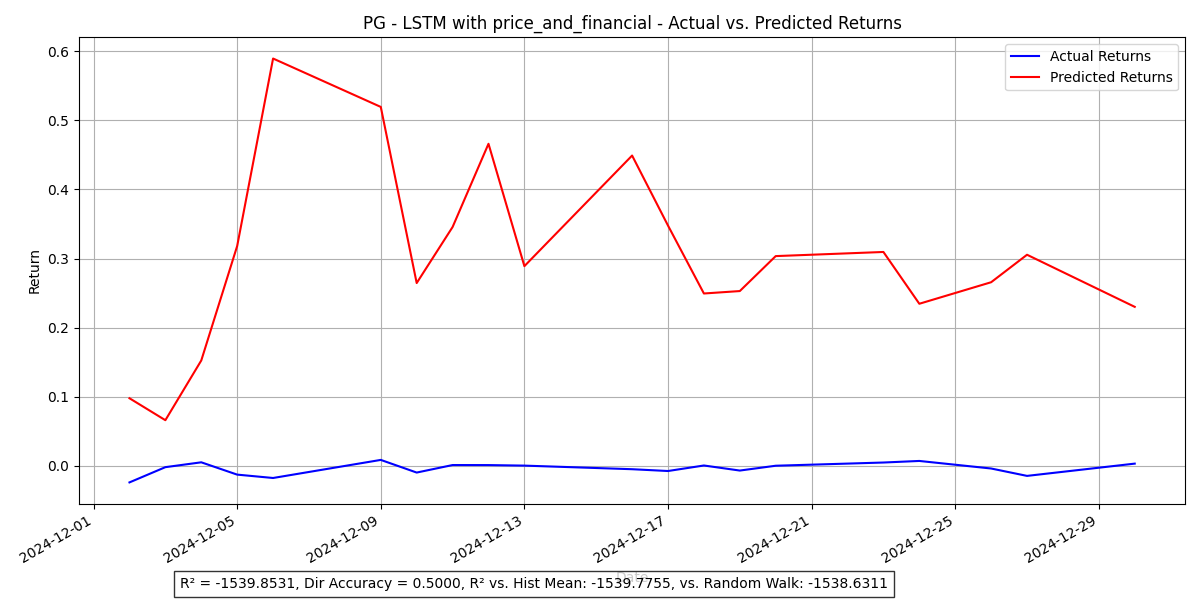 PG - LSTM with price_and_financial - Actual vs. Predicted Returns
Actual Returns
Predicted Returns
Return
0.6
0.5
0.4
0.3
0.2
0.1
0.0
2024-12-01
2024-12-05
2024-12-09
2024-12-13
2024-12-17
2024-12-21
2024-12-25
2024-12-29
Date
R² = -1539.8531, Dir Accuracy = 0.5000, R² vs. Hist Mean: -1539.7755, vs. Random Walk: -1538.6311